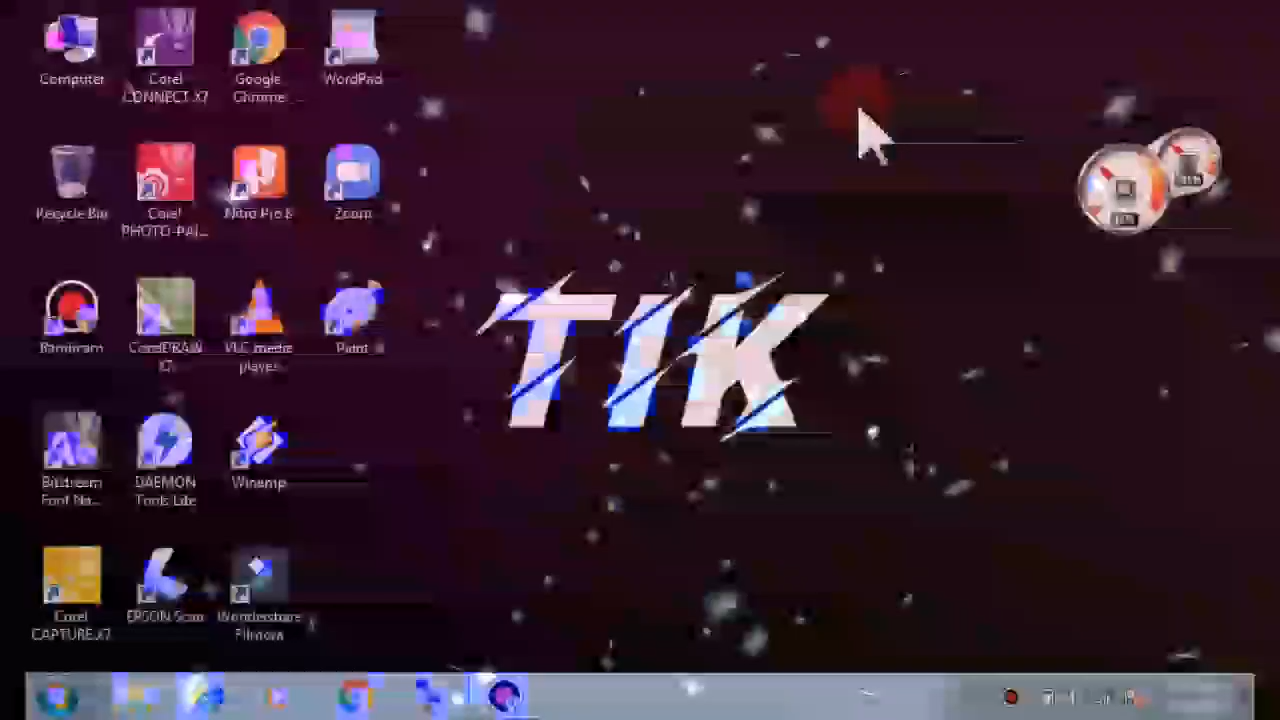 Computer
Corel
CONNECT X7
Google
Chrome
WordPad
Recycle Bin
Corel
PHOTO-PAI...
Nitro Pro 8
Zoom
Bandicam
CorelDRAW
X7
VLC media
player
Paint
TIK
Bitstream
Font Na...
DAEMON
Tools Lite
Winamp
Corel
CAPTURE X7
EPSON Scan
Wondershare
Filmora